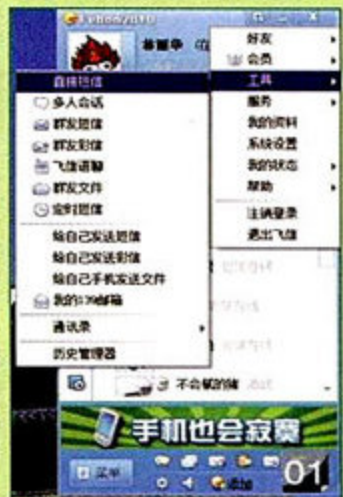 Fetion2010
好友
会员
工具
服务
我的资料
系统设置
我的状态
帮助
注销登录
退出飞信
直接短信
多人会话
群发短信
群发彩信
飞信语聊
群发文件
定时短信
给自己发送短信
给自己发送彩信
给自己手机发送文件
我的139邮箱
通讯录
历史管理器
手机也会寂寞
菜单
添加
01